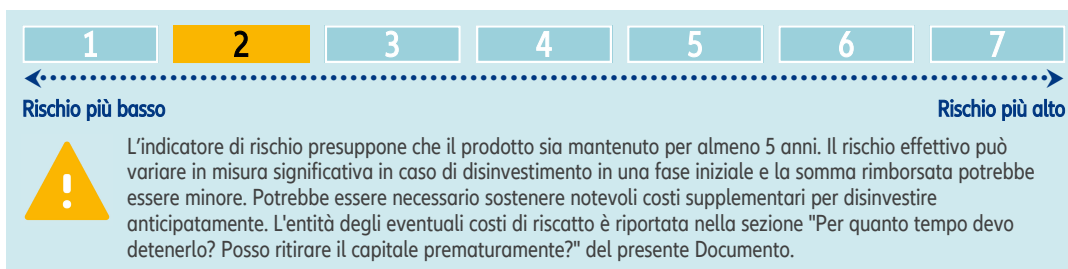 1 2 3 4 5 6 7
Rischio più basso Rischio più alto
L'indicatore di rischio presuppone che il prodotto sia mantenuto per almeno 5 anni. Il rischio effettivo può
variare in misura significativa in caso di disinvestimento in una fase iniziale e la somma rimborsata potrebbe
essere minore. Potrebbe essere necessario sostenere notevoli costi supplementari per disinvestire
anticipatamente. L'entità degli eventuali costi di riscatto è riportata nella sezione "Per quanto tempo devo
detenerlo? Posso ritirare il capitale prematuramente?" del presente Documento.